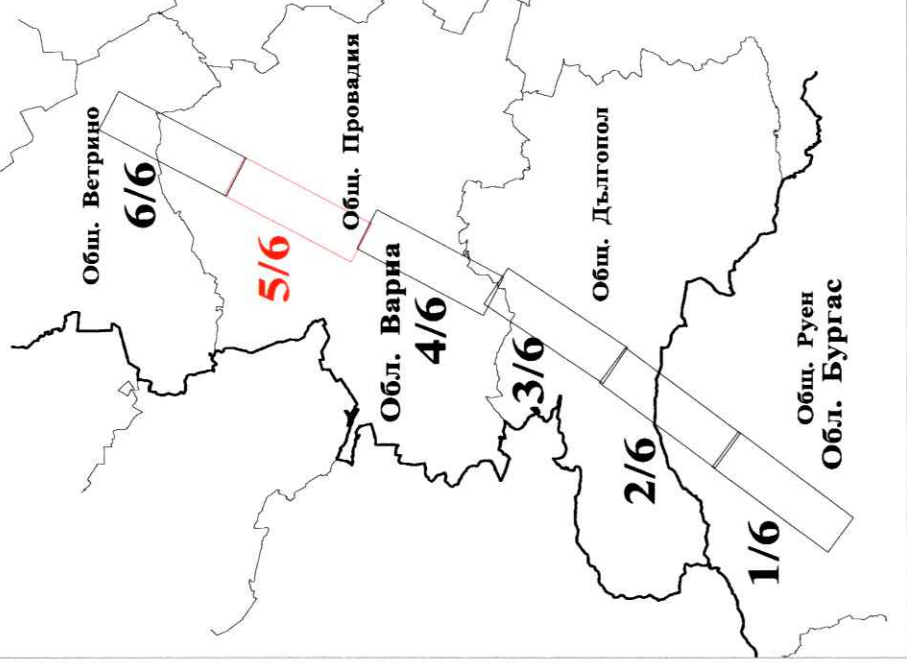 Общ. Ветрино
6/6
Общ. Провадия
5/6
Обл. Варна
4/6
Общ. Дългопол
3/6
2/6
Общ. Руен
Обл. Бургас
1/6